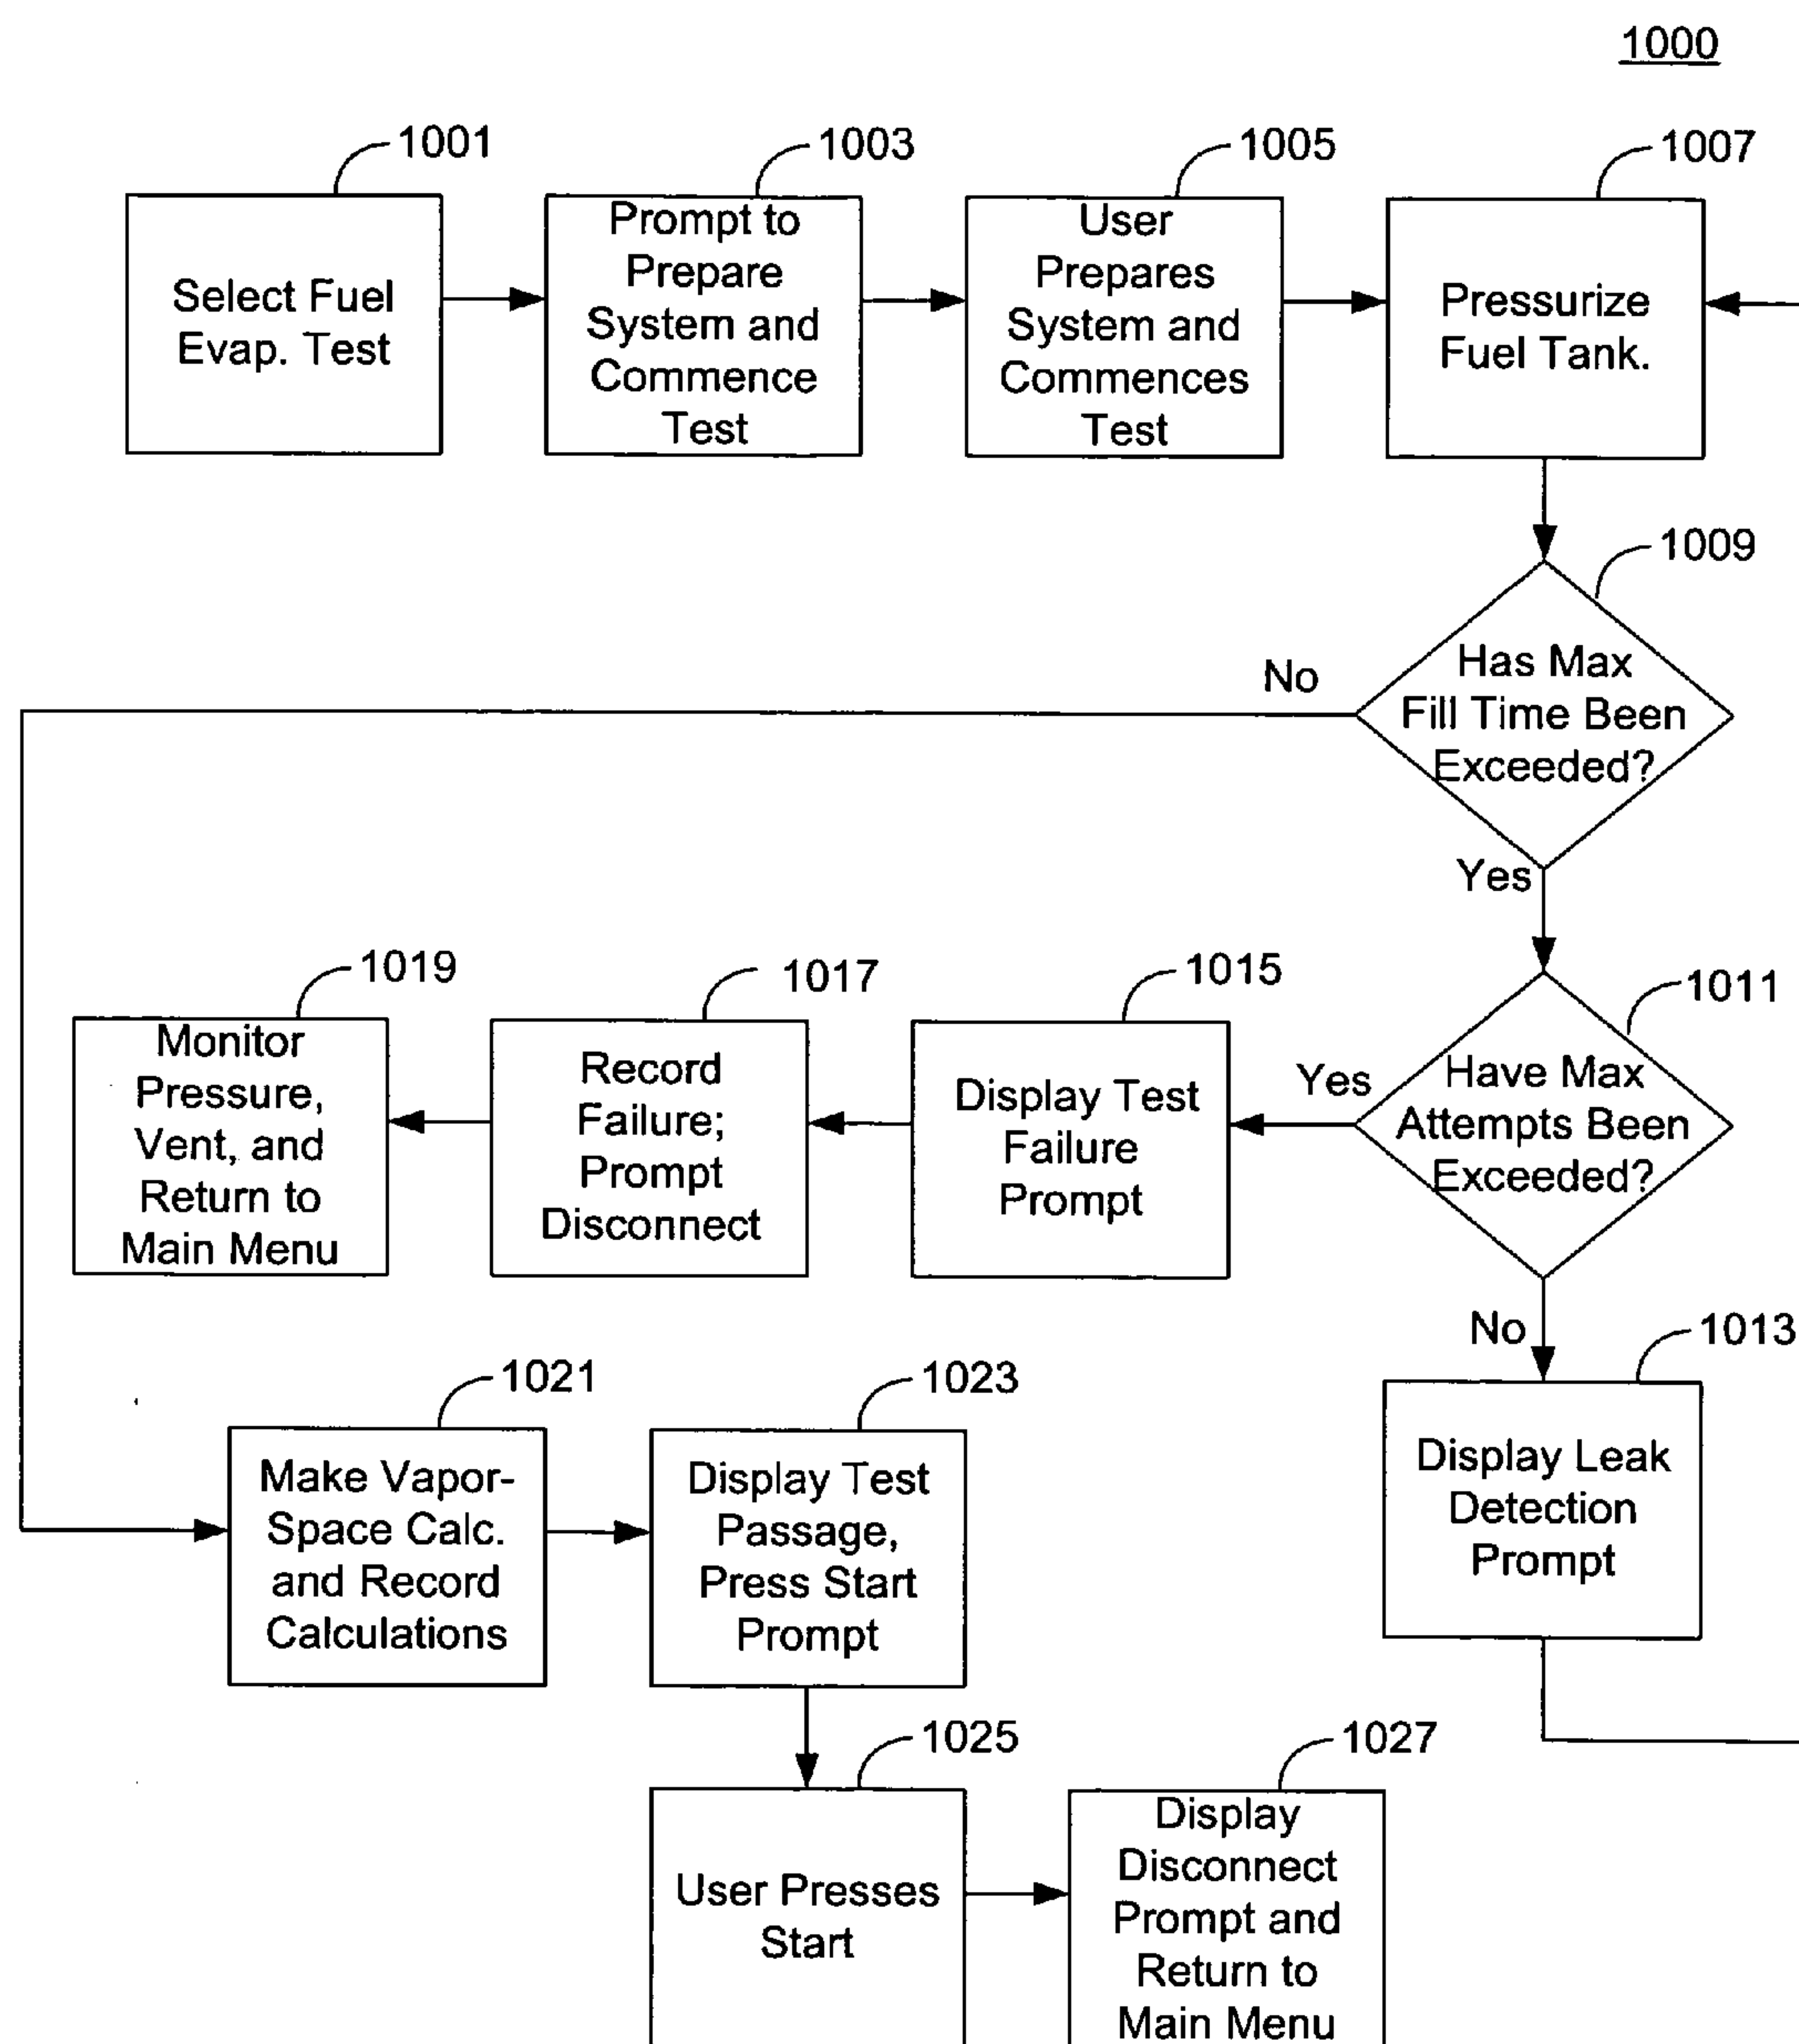 1000
1001
Select Fuel
Evap. Test
1003
Prompt to
Prepare
System and
Commence
Test
1005
User
Prepares
System and
Commences
Test
1007
Pressurize
Fuel Tank.
1009
Has Max
Fill Time Been
Exceeded?
No
Yes
1011
Have Max
Attempts Been
Exceeded?
Yes
No
1015
Display Test
Failure
Prompt
1017
Record
Failure;
Prompt
Disconnect
1019
Monitor
Pressure,
Vent, and
Return to
Main Menu
1013
Display Leak
Detection
Prompt
1021
Make Vapor-
Space Calc.
and Record
Calculations
1023
Display Test
Passage,
Press Start
Prompt
1025
User Presses
Start
1027
Display
Disconnect
Prompt and
Return to
Main Menu